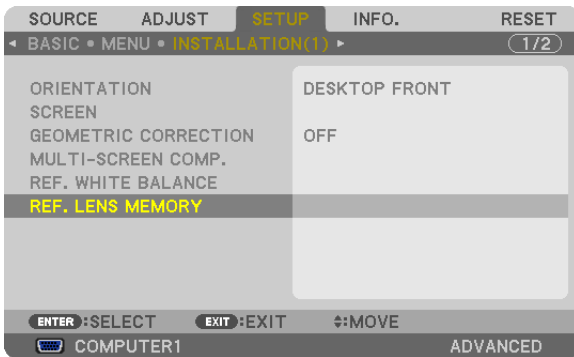 SOURCE ADJUST SETUP INFO. RESET
◂ BASIC • MENU • INSTALLATION(1) ▸ 1/2
ORIENTATION DESKTOP FRONT
SCREEN
GEOMETRIC CORRECTION OFF
MULTI-SCREEN COMP.
REF. WHITE BALANCE
REF. LENS MEMORY
ENTER :SELECT EXIT :EXIT ⬍:MOVE
COMPUTER1 ADVANCED